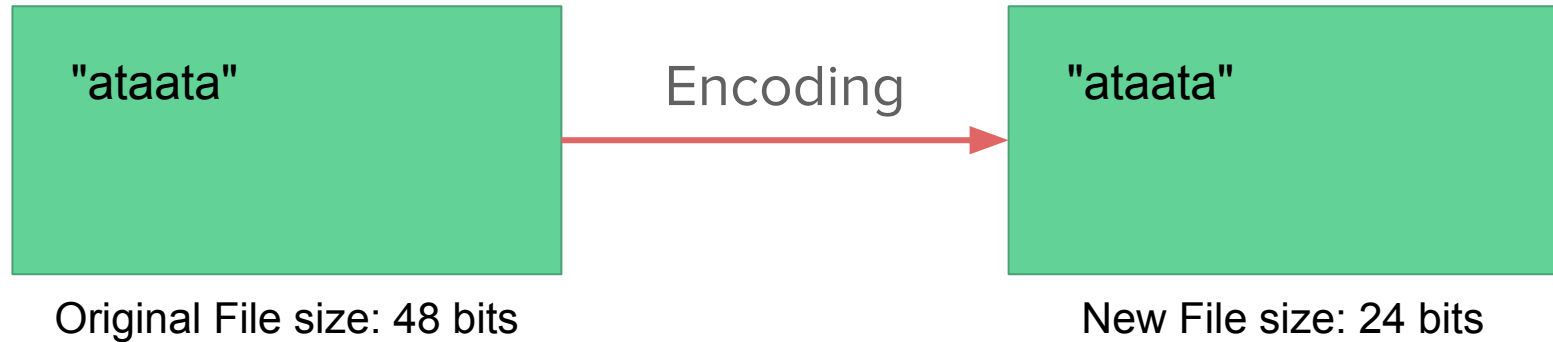 "ataata"
Encoding
"ataata"
Original File size: 48 bits
New File size: 24 bits